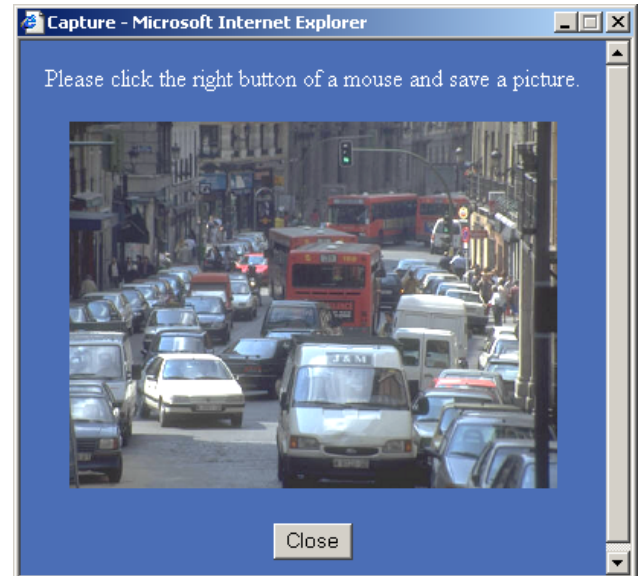 Capture - Microsoft Internet Explorer
Please click the right button of a mouse and save a picture.
J & M
Close